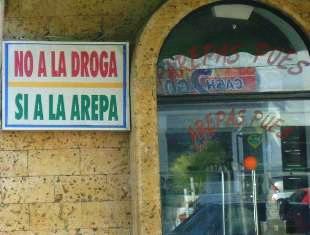 NO A LA DROGA
SI A LA AREPA
AREPAS PUES
AREPAS PUES